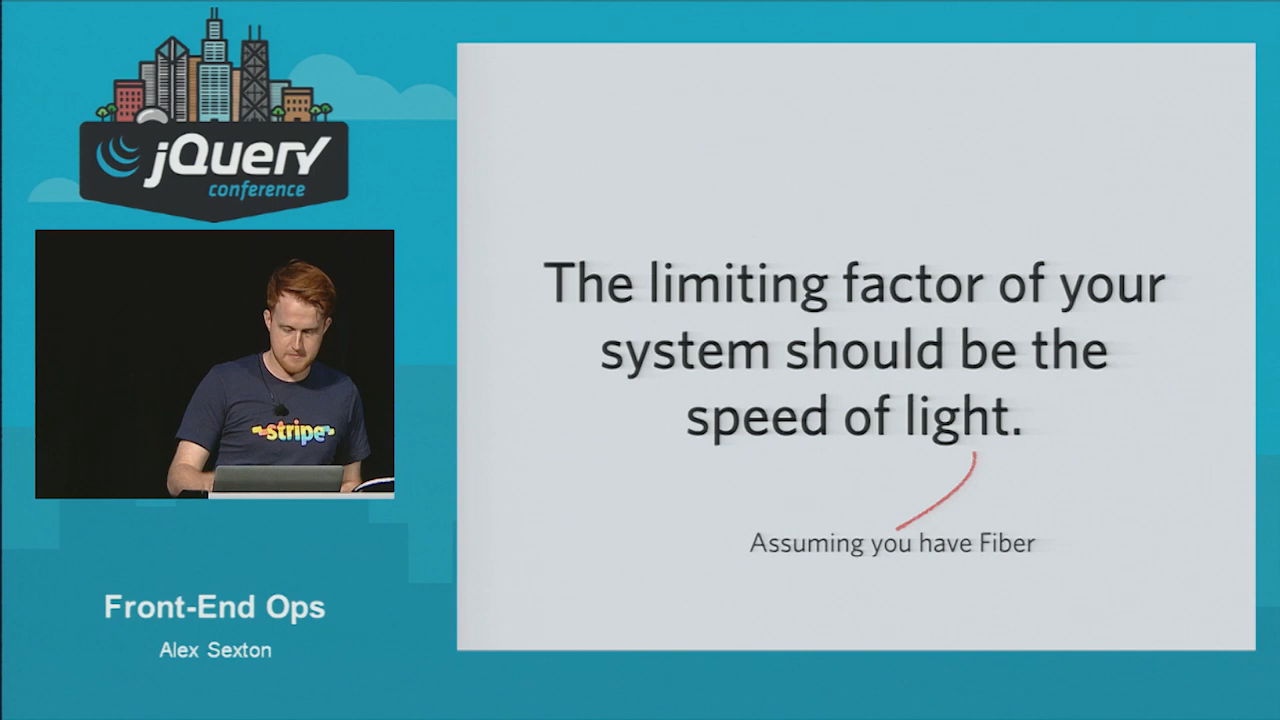 jQuery
conference
stripe
Front-End Ops
Alex Sexton
The limiting factor of your
system should be the
speed of light.
Assuming you have Fiber